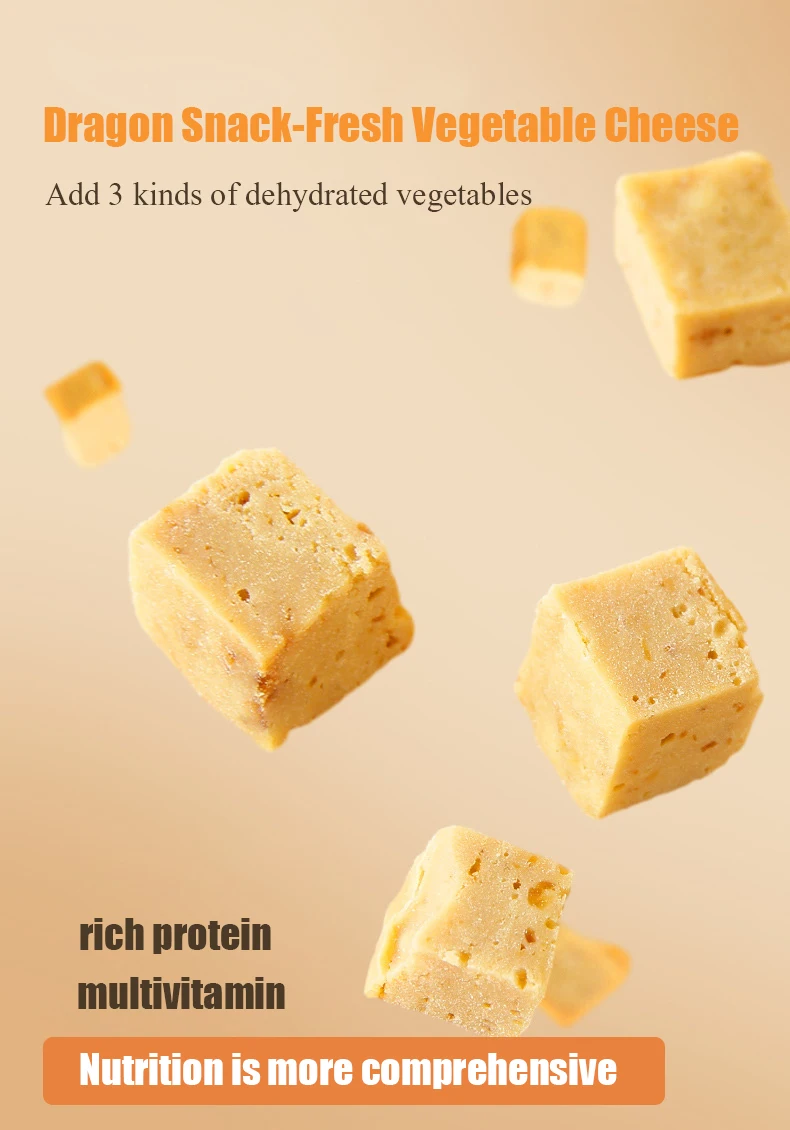 Dragon Snack-Fresh Vegetable Cheese
Add 3 kinds of dehydrated vegetables
rich protein
multivitamin
Nutrition is more comprehensive